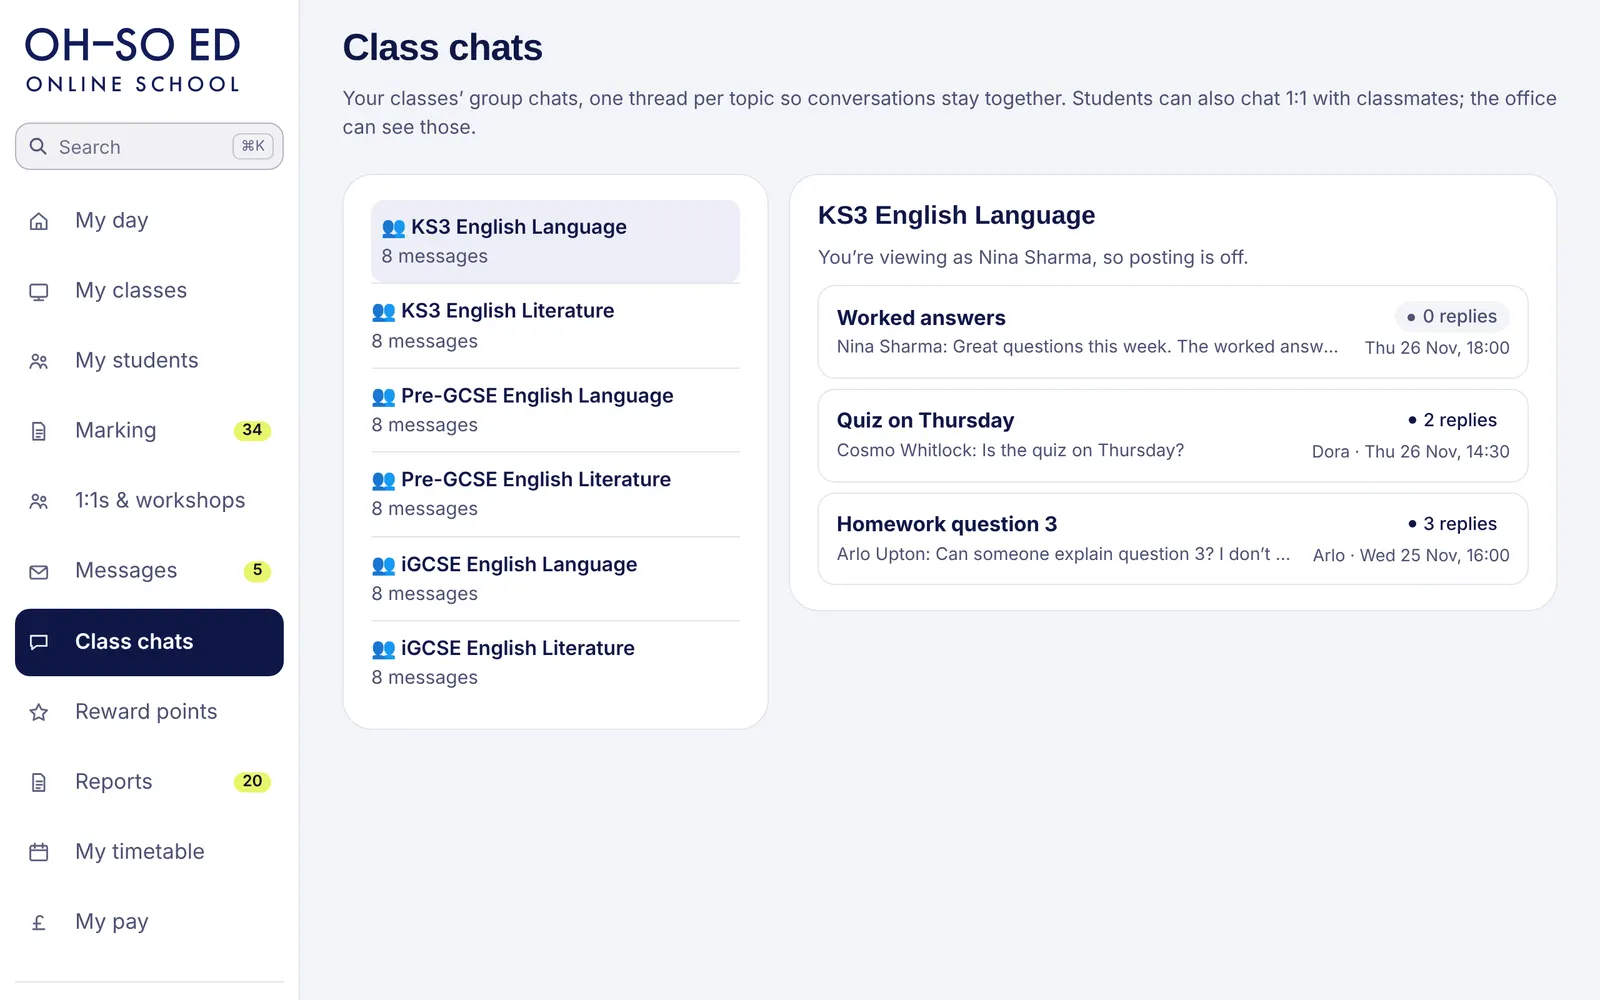 OH–SO ED
ONLINE SCHOOL
Search
⌘K
My day
My classes
My students
Marking
34
1:1s & workshops
Messages
5
Class chats
Reward points
Reports
20
My timetable
My pay
Class chats
Your classes’ group chats, one thread per topic so conversations stay together. Students can also chat 1:1 with classmates; the office
can see those.
👥 KS3 English Language
8 messages
👥 KS3 English Literature
8 messages
👥 Pre-GCSE English Language
8 messages
👥 Pre-GCSE English Literature
8 messages
👥 iGCSE English Language
8 messages
👥 iGCSE English Literature
8 messages
KS3 English Language
You’re viewing as Nina Sharma, so posting is off.
Worked answers
• 0 replies
Nina Sharma: Great questions this week. The worked answ...
Thu 26 Nov, 18:00
Quiz on Thursday
• 2 replies
Cosmo Whitlock: Is the quiz on Thursday?
Dora · Thu 26 Nov, 14:30
Homework question 3
• 3 replies
Arlo Upton: Can someone explain question 3? I don’t ...
Arlo · Wed 25 Nov, 16:00